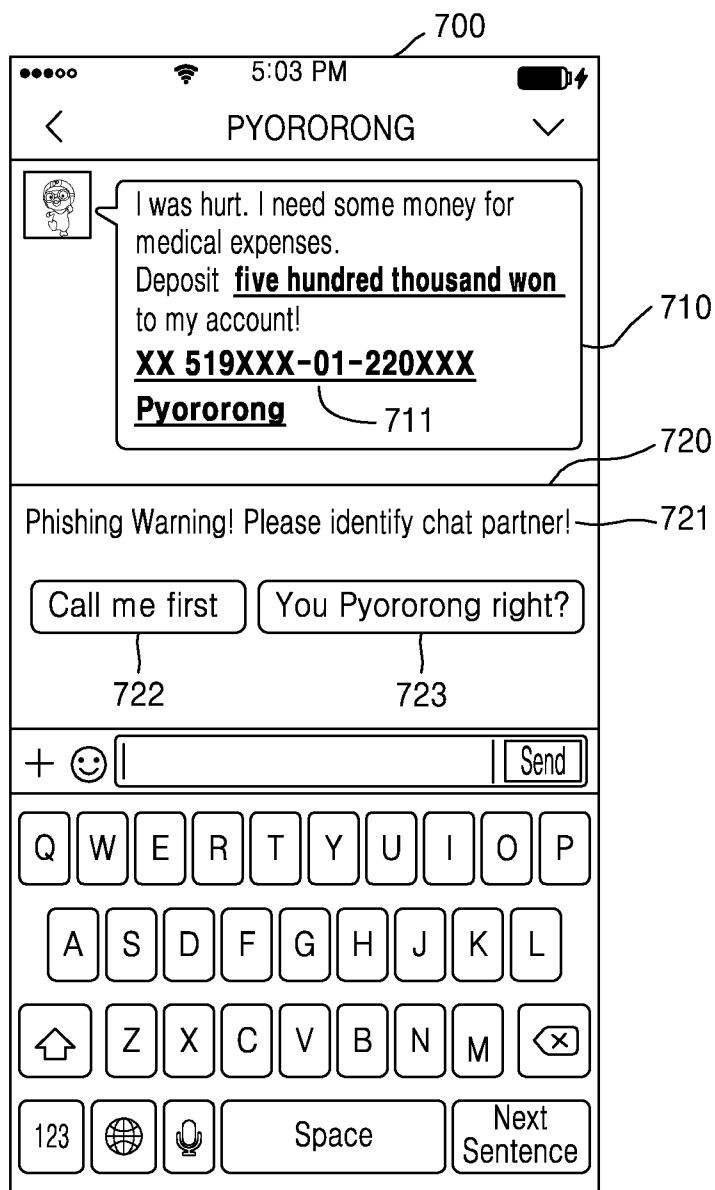 700
5:03 PM
PYORORONG
I was hurt. I need some money for
medical expenses.
Deposit five hundred thousand won
to my account!
XX 519XXX-01-220XXX
Pyororong
711
710
720
Phishing Warning! Please identify chat partner!
721
Call me first
You Pyororong right?
722
723
Send
Q W E R T Y U I O P
A S D F G H J K L
Z X C V B N M
123
Space
Next
Sentence